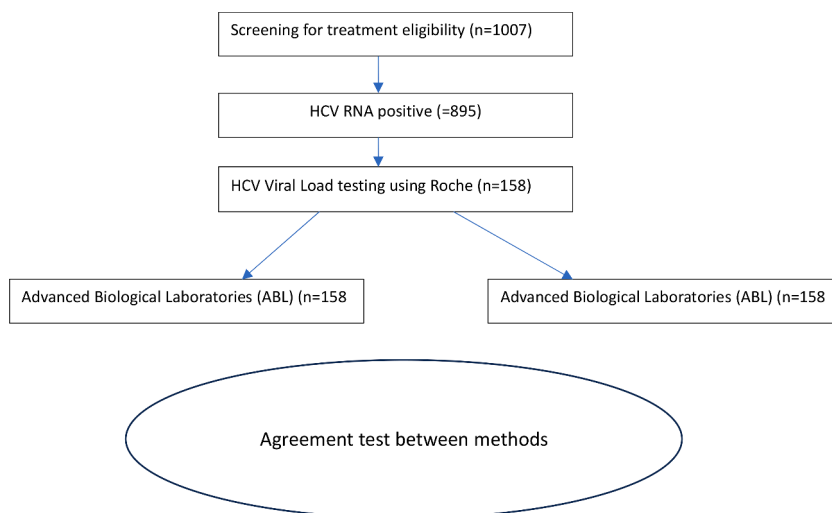 Screening for treatment eligibility (n=1007)
HCV RNA positive (=895)
HCV Viral Load testing using Roche (n=158)
Advanced Biological Laboratories (ABL) (n=158
Advanced Biological Laboratories (ABL) (n=158
Agreement test between methods